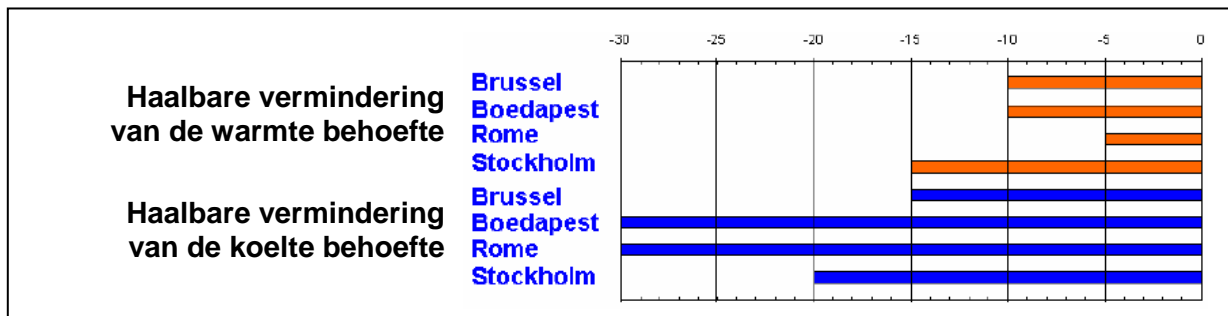 -30 -25 -20 -15 -10 -5 0
Haalbare vermindering
van de warmte behoefte
Brussel
Boedapest
Rome
Stockholm
Haalbare vermindering
van de koelte behoefte
Brussel
Boedapest
Rome
Stockholm